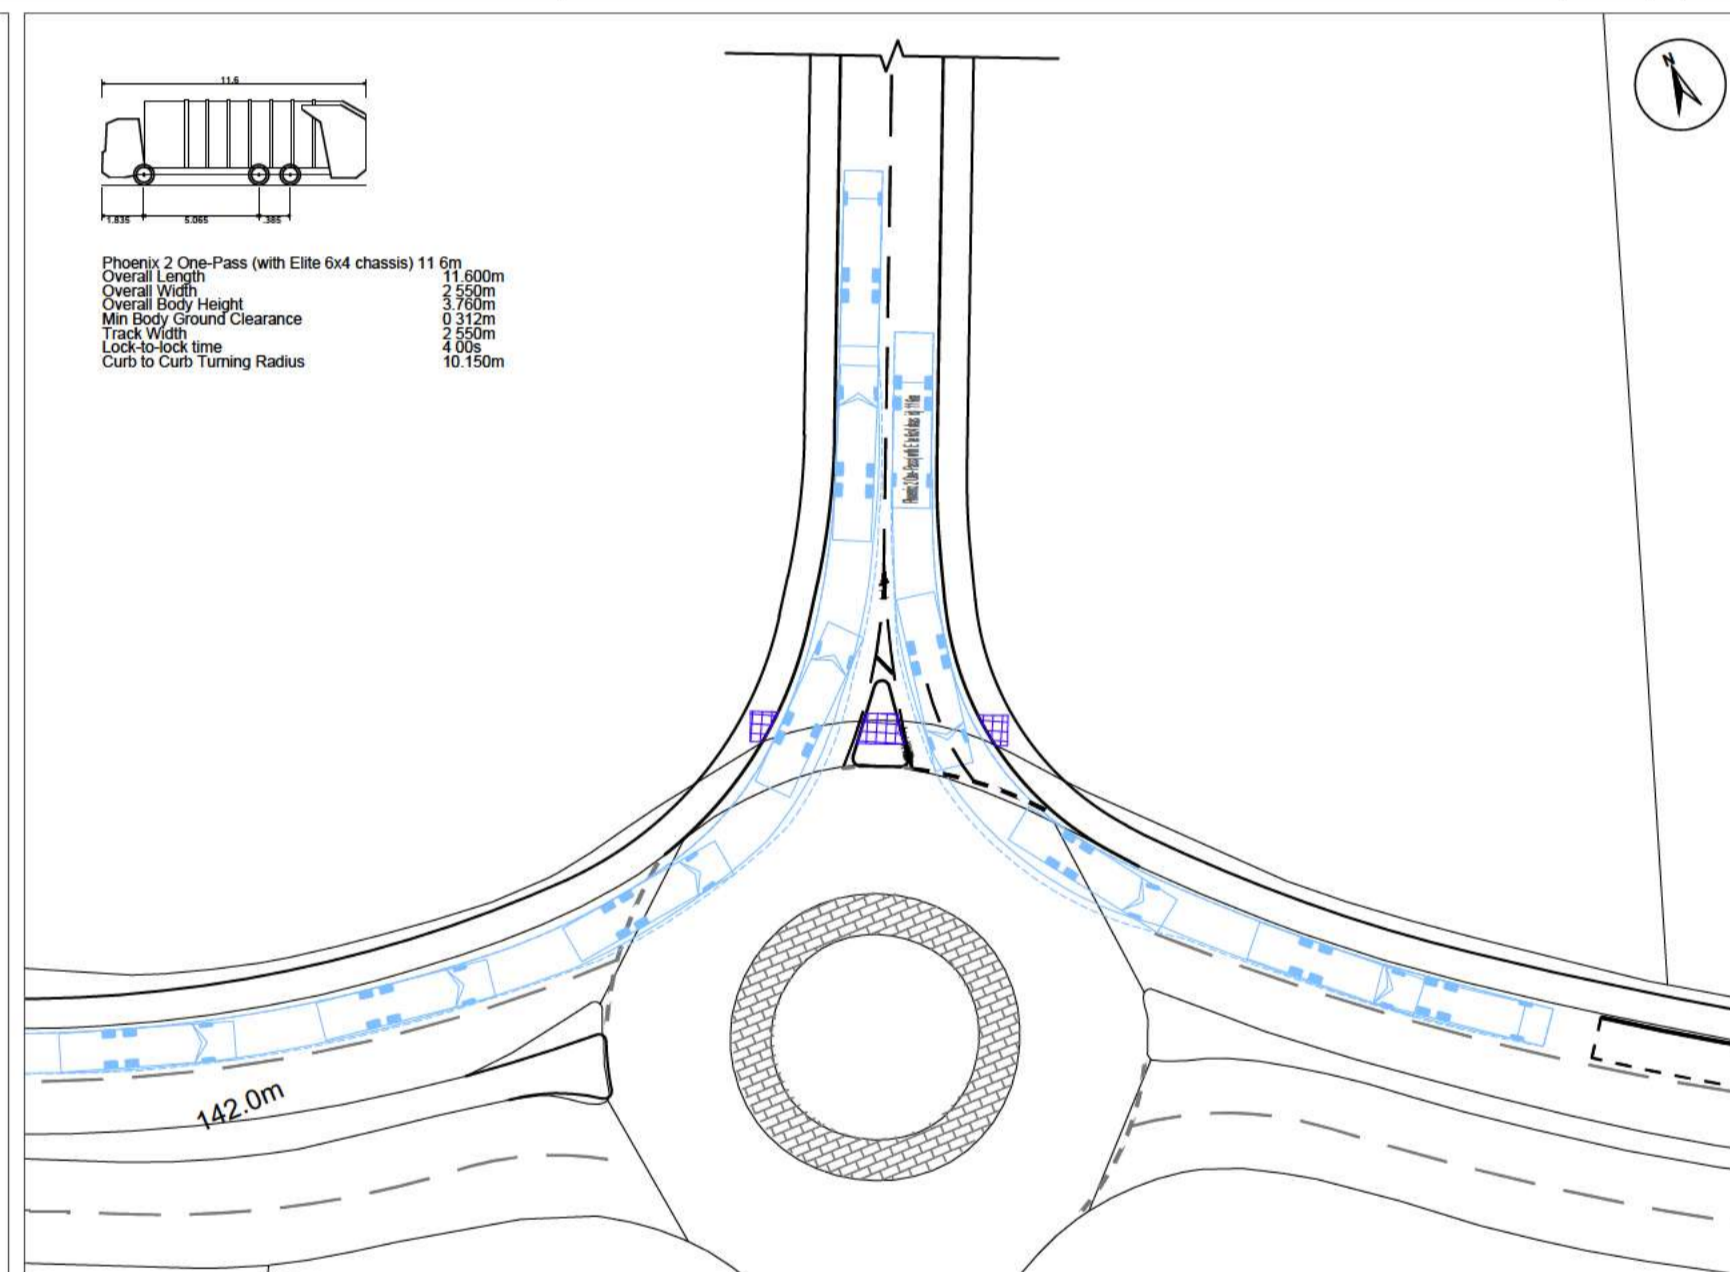 11.6
1.835
5.065
.385
Phoenix 2 One-Pass (with Elite 6x4 chassis) 11 6m
Overall Length 11.600m
Overall Width 2 550m
Overall Body Height 3.760m
Min Body Ground Clearance 0 312m
Track Width 2 550m
Lock-to-lock time 4 00s
Curb to Curb Turning Radius 10.150m
N
142.0m